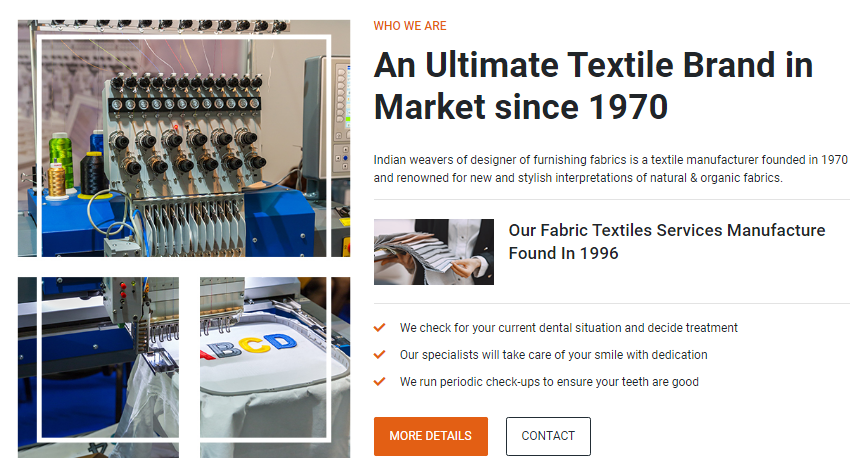 WHO WE ARE
An Ultimate Textile Brand in
Market since 1970
Indian weavers of designer of furnishing fabrics is a textile manufacturer founded in 1970
and renowned for new and stylish interpretations of natural & organic fabrics.
Our Fabric Textiles Services Manufacture
Found In 1996
We check for your current dental situation and decide treatment
Our specialists will take care of your smile with dedication
We run periodic check-ups to ensure your teeth are good
ABCD
MORE DETAILS
CONTACT